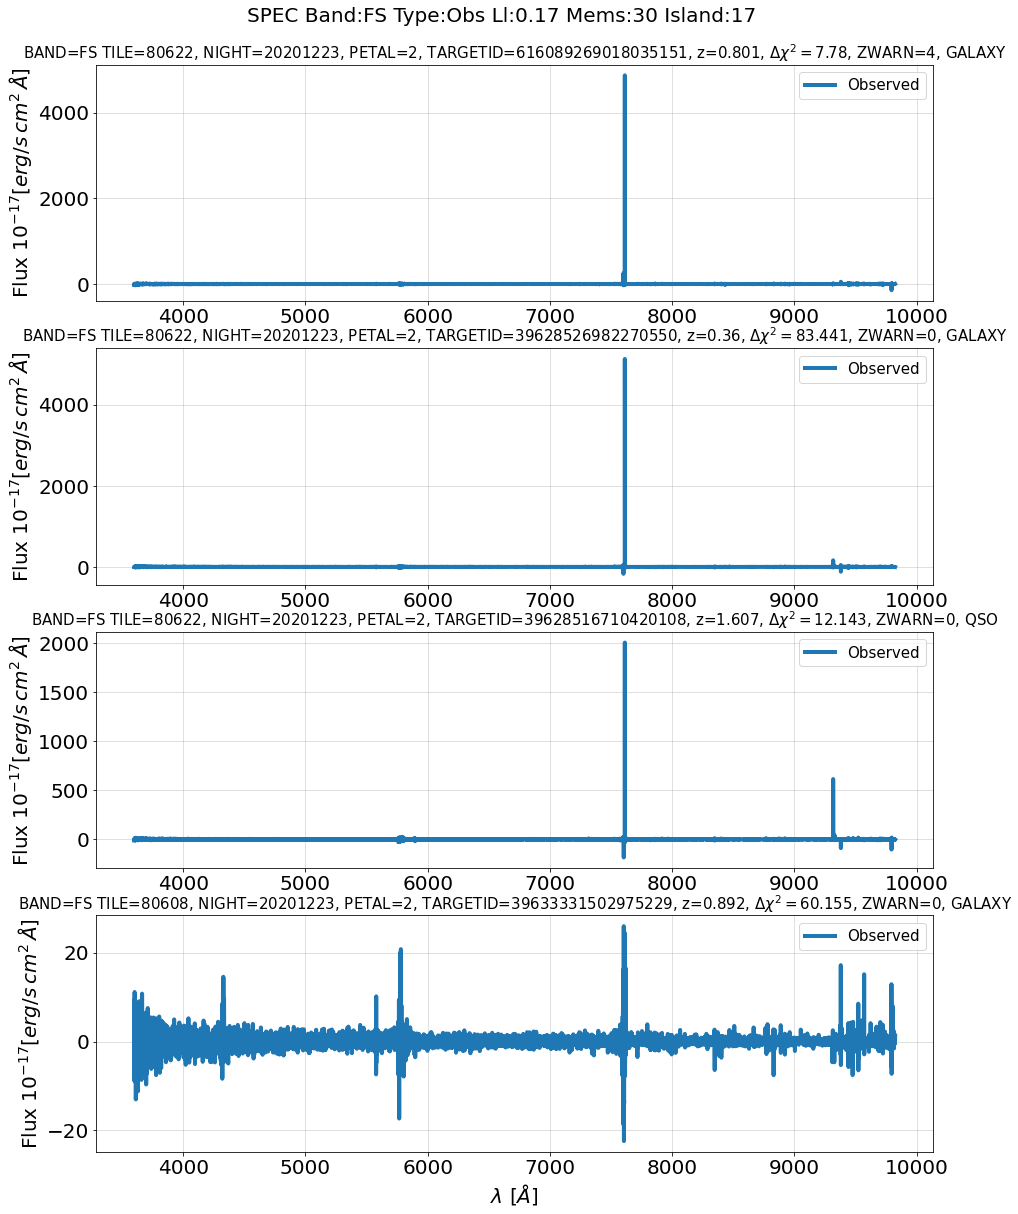 SPEC Band:FS Type:Obs Ll:0.17 Mems:30 Island:17
BAND=FS TILE=80622, NIGHT=20201223, PETAL=2, TARGETID=616089269018035151, z=0.801, Δχ² = 7.78, ZWARN=4, GALAXY
Observed
Flux 10⁻¹⁷[erg/s cm² Å]
4000
2000
0
4000 5000 6000 7000 8000 9000 10000
BAND=FS TILE=80622, NIGHT=20201223, PETAL=2, TARGETID=39628526982270550, z=0.36, Δχ² = 83.441, ZWARN=0, GALAXY
Observed
Flux 10⁻¹⁷[erg/s cm² Å]
4000
2000
0
4000 5000 6000 7000 8000 9000 10000
BAND=FS TILE=80622, NIGHT=20201223, PETAL=2, TARGETID=39628516710420108, z=1.607, Δχ² = 12.143, ZWARN=0, QSO
Observed
Flux 10⁻¹⁷[erg/s cm² Å]
2000
1500
1000
500
0
4000 5000 6000 7000 8000 9000 10000
BAND=FS TILE=80608, NIGHT=20201223, PETAL=2, TARGETID=39633331502975229, z=0.892, Δχ² = 60.155, ZWARN=0, GALAXY
Observed
Flux 10⁻¹⁷[erg/s cm² Å]
20
0
−20
4000 5000 6000 7000 8000 9000 10000
λ [Å]